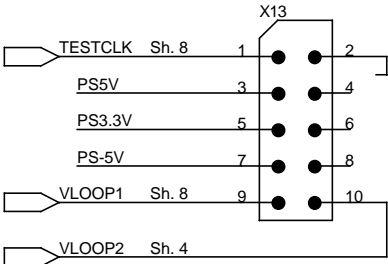 X13
TESTCLK Sh. 8 1 2
PS5V 3 4
PS3.3V 5 6
PS-5V 7 8
VLOOP1 Sh. 8 9 10
VLOOP2 Sh. 4